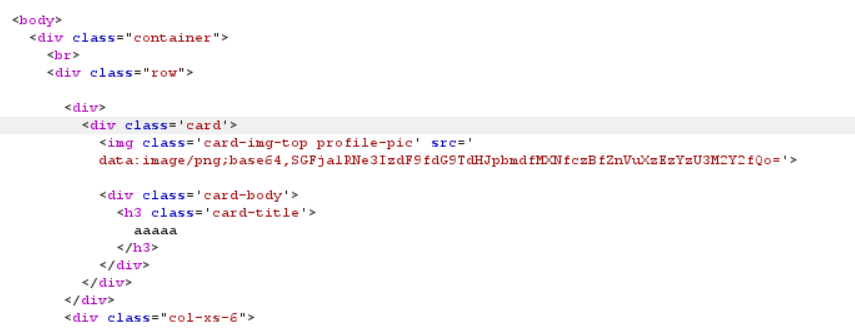 <body>
<div class="container">
<br>
<div class="row">
<div>
<div class='card'>
<img class='card-img-top profile-pic' src='
data:image/png;base64,SGFjalRNe3IzdF9fdG9TdHJpbmdfMXNfczBfZnVuXzEzYzU3M2Y2fQo='>
<div class='card-body'>
<h3 class='card-title'>
aaaaa
</h3>
</div>
</div>
</div>
<div class="col-xs-6">